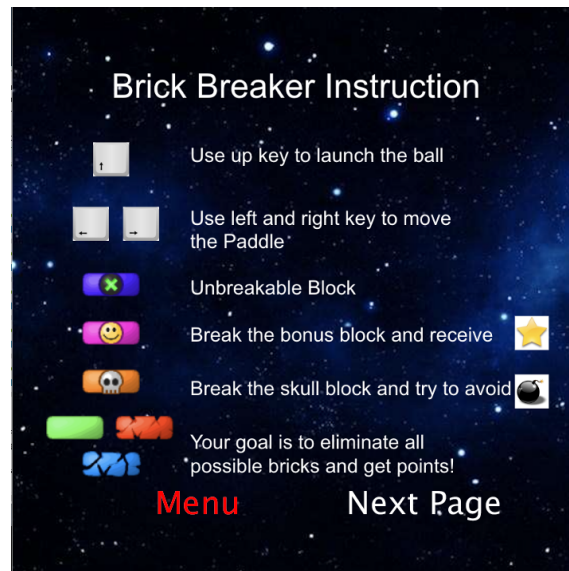 Brick Breaker Instruction
Use up key to launch the ball
Use left and right key to move
the Paddle
Unbreakable Block
Break the bonus block and receive
Break the skull block and try to avoid
Your goal is to eliminate all
possible bricks and get points!
Menu
Next Page